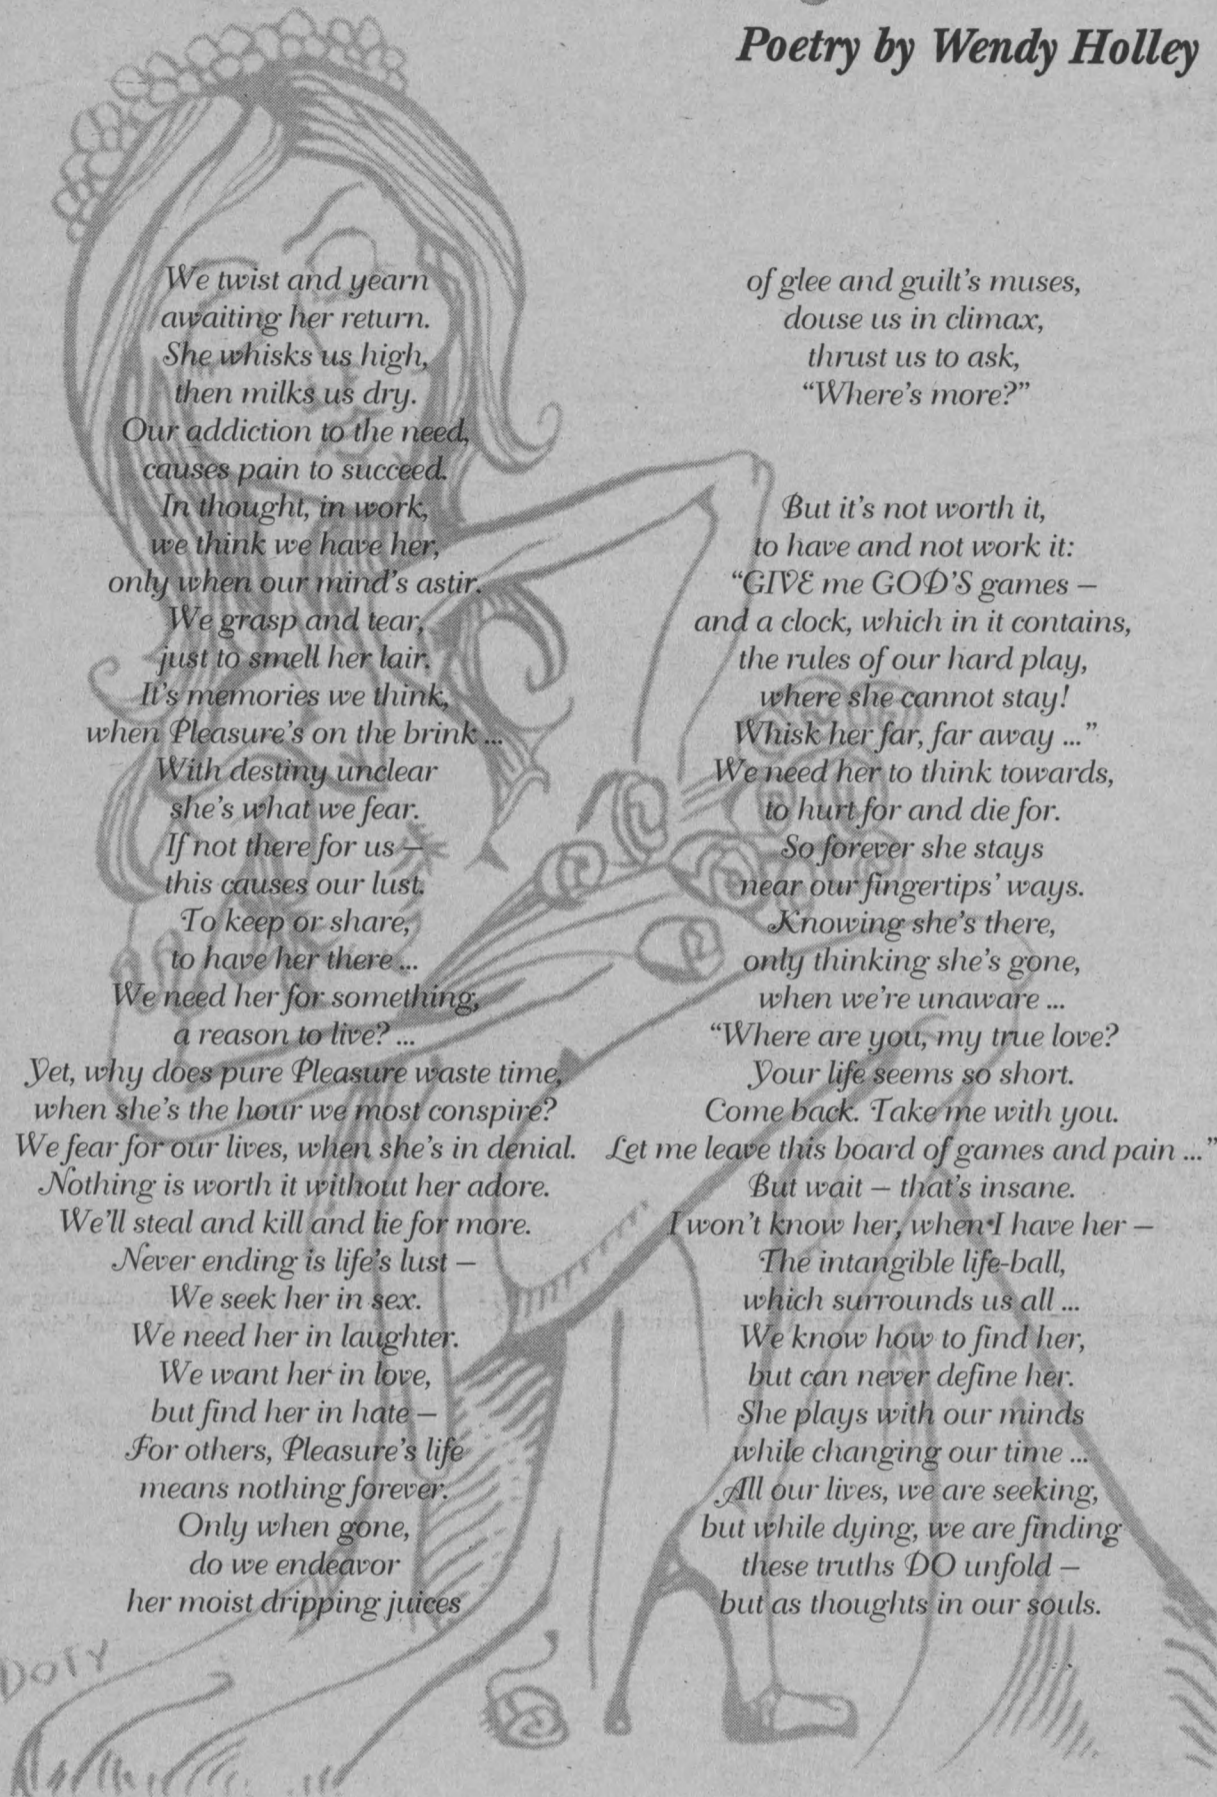 Poetry by Wendy Holley
We twist and yearn
awaiting her return.
She whisks us high,
then milks us dry.
Our addiction to the need,
causes pain to succeed.
In thought, in work,
we think we have her,
only when our mind's astir.
We grasp and tear,
just to smell her lair.
It's memories we think,
when Pleasure's on the brink ...
With destiny unclear
she's what we fear.
If not there for us —
this causes our lust.
To keep or share,
to have her there ...
We need her for something,
a reason to live? ...
Yet, why does pure Pleasure waste time,
when she's the hour we most conspire?
We fear for our lives, when she's in denial.
Nothing is worth it without her adore.
We'll steal and kill and lie for more.
Never ending is life's lust —
We seek her in sex.
We need her in laughter.
We want her in love,
but find her in hate —
For others, Pleasure's life
means nothing forever.
Only when gone,
do we endeavor
her moist dripping juices
of glee and guilt's muses,
douse us in climax,
thrust us to ask,
“Where's more?”
But it's not worth it,
to have and not work it:
“GIVE me GOD'S games —
and a clock, which in it contains,
the rules of our hard play,
where she cannot stay!
Whisk her far, far away ...”
We need her to think towards,
to hurt for and die for.
So forever she stays
near our fingertips' ways.
Knowing she's there,
only thinking she's gone,
when we're unaware ...
“Where are you, my true love?
Your life seems so short.
Come back. Take me with you.
Let me leave this board of games and pain ...”
But wait — that's insane.
I won't know her, when I have her —
The intangible life-ball,
which surrounds us all ...
We know how to find her,
but can never define her.
She plays with our minds
while changing our time ...
All our lives, we are seeking,
but while dying, we are finding
these truths DO unfold —
but as thoughts in our souls.
DOTY